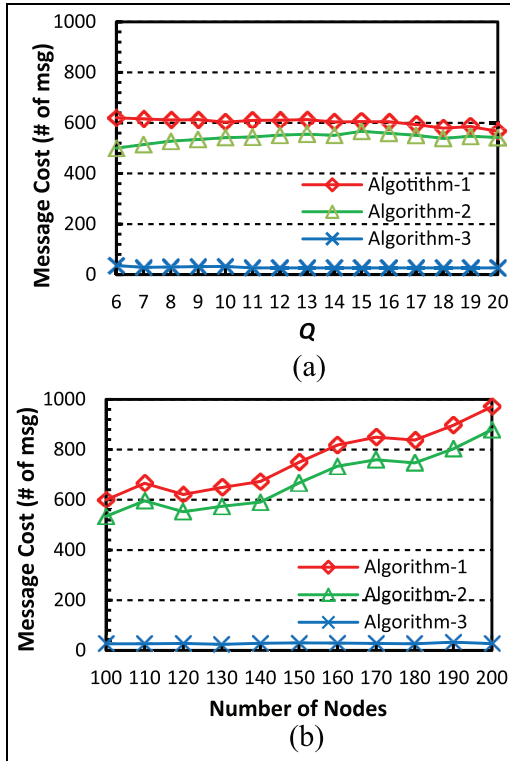 1000
800
600
400
200
0
Message Cost (# of msg)
Algotithm-1
Algorithm-2
Algorithm-3
6 7 8 9 10 11 12 13 14 15 16 17 18 19 20
Q
(a)
1000
800
600
400
200
0
Message Cost (# of msg)
Algorithm-1
Algorithm-2
Algorithm-3
100 110 120 130 140 150 160 170 180 190 200
Number of Nodes
(b)